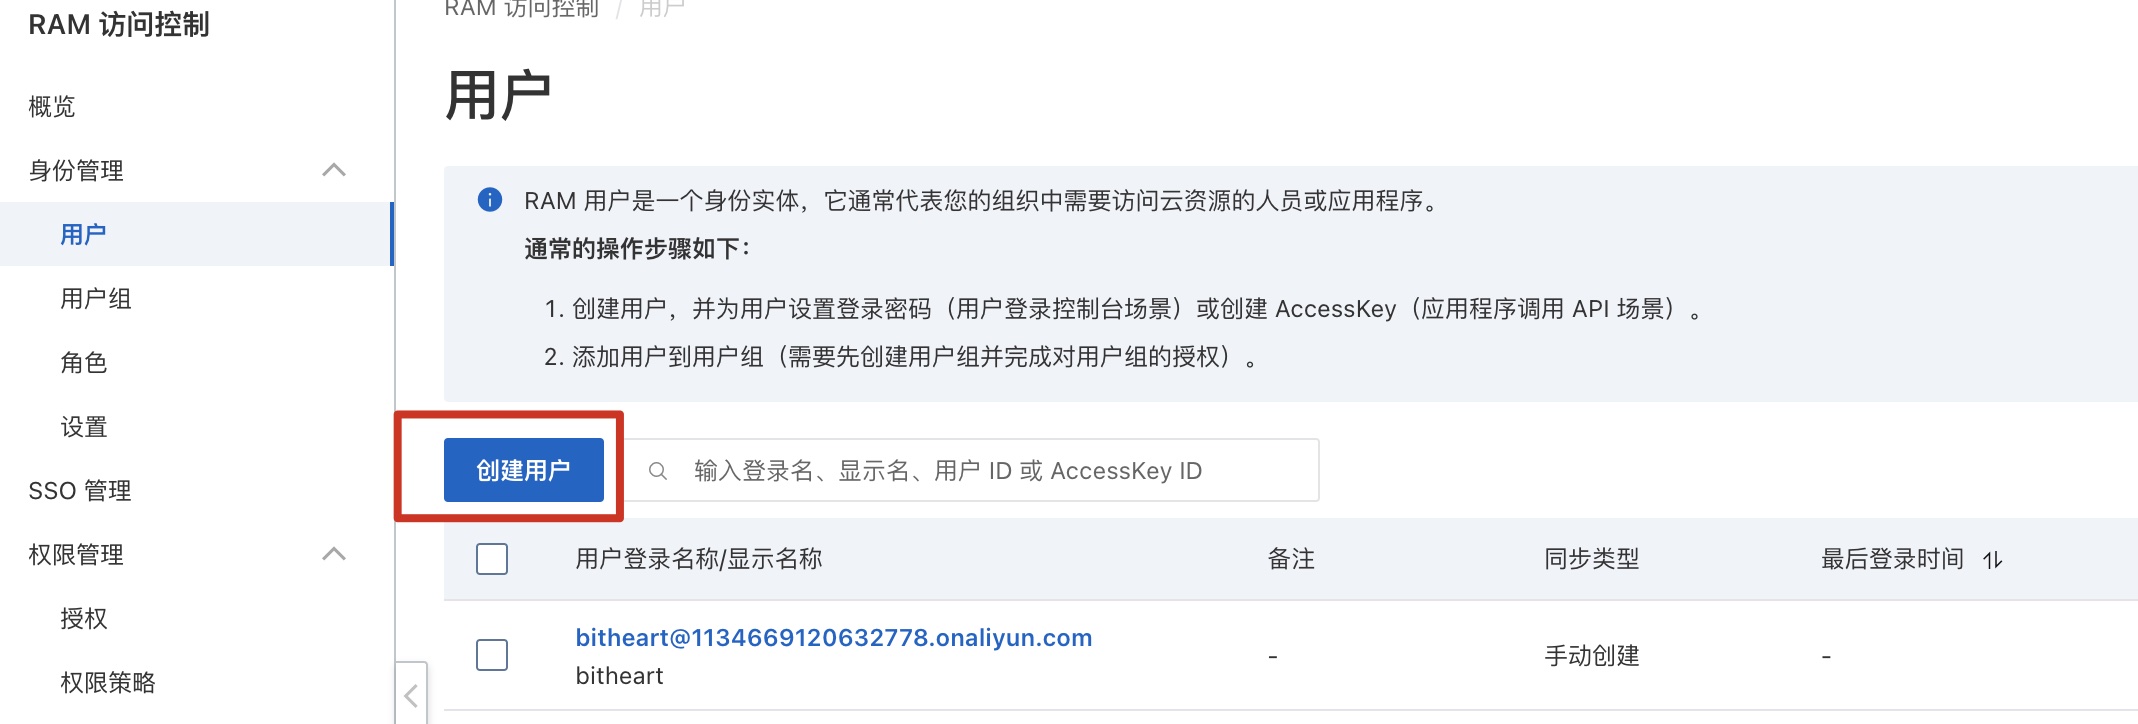 RAM 访问控制
概览
身份管理
用户
用户组
角色
设置
SSO 管理
权限管理
授权
权限策略
RAM 访问控制 / 用户
用户
RAM 用户是一个身份实体，它通常代表您的组织中需要访问云资源的人员或应用程序。
通常的操作步骤如下：
1. 创建用户，并为用户设置登录密码（用户登录控制台场景）或创建 AccessKey（应用程序调用 API 场景）。
2. 添加用户到用户组（需要先创建用户组并完成对用户组的授权）。
创建用户 输入登录名、显示名、用户 ID 或 AccessKey ID
用户登录名称/显示名称 备注 同步类型 最后登录时间
bitheart@1134669120632778.onaliyun.com - 手动创建 -
bitheart